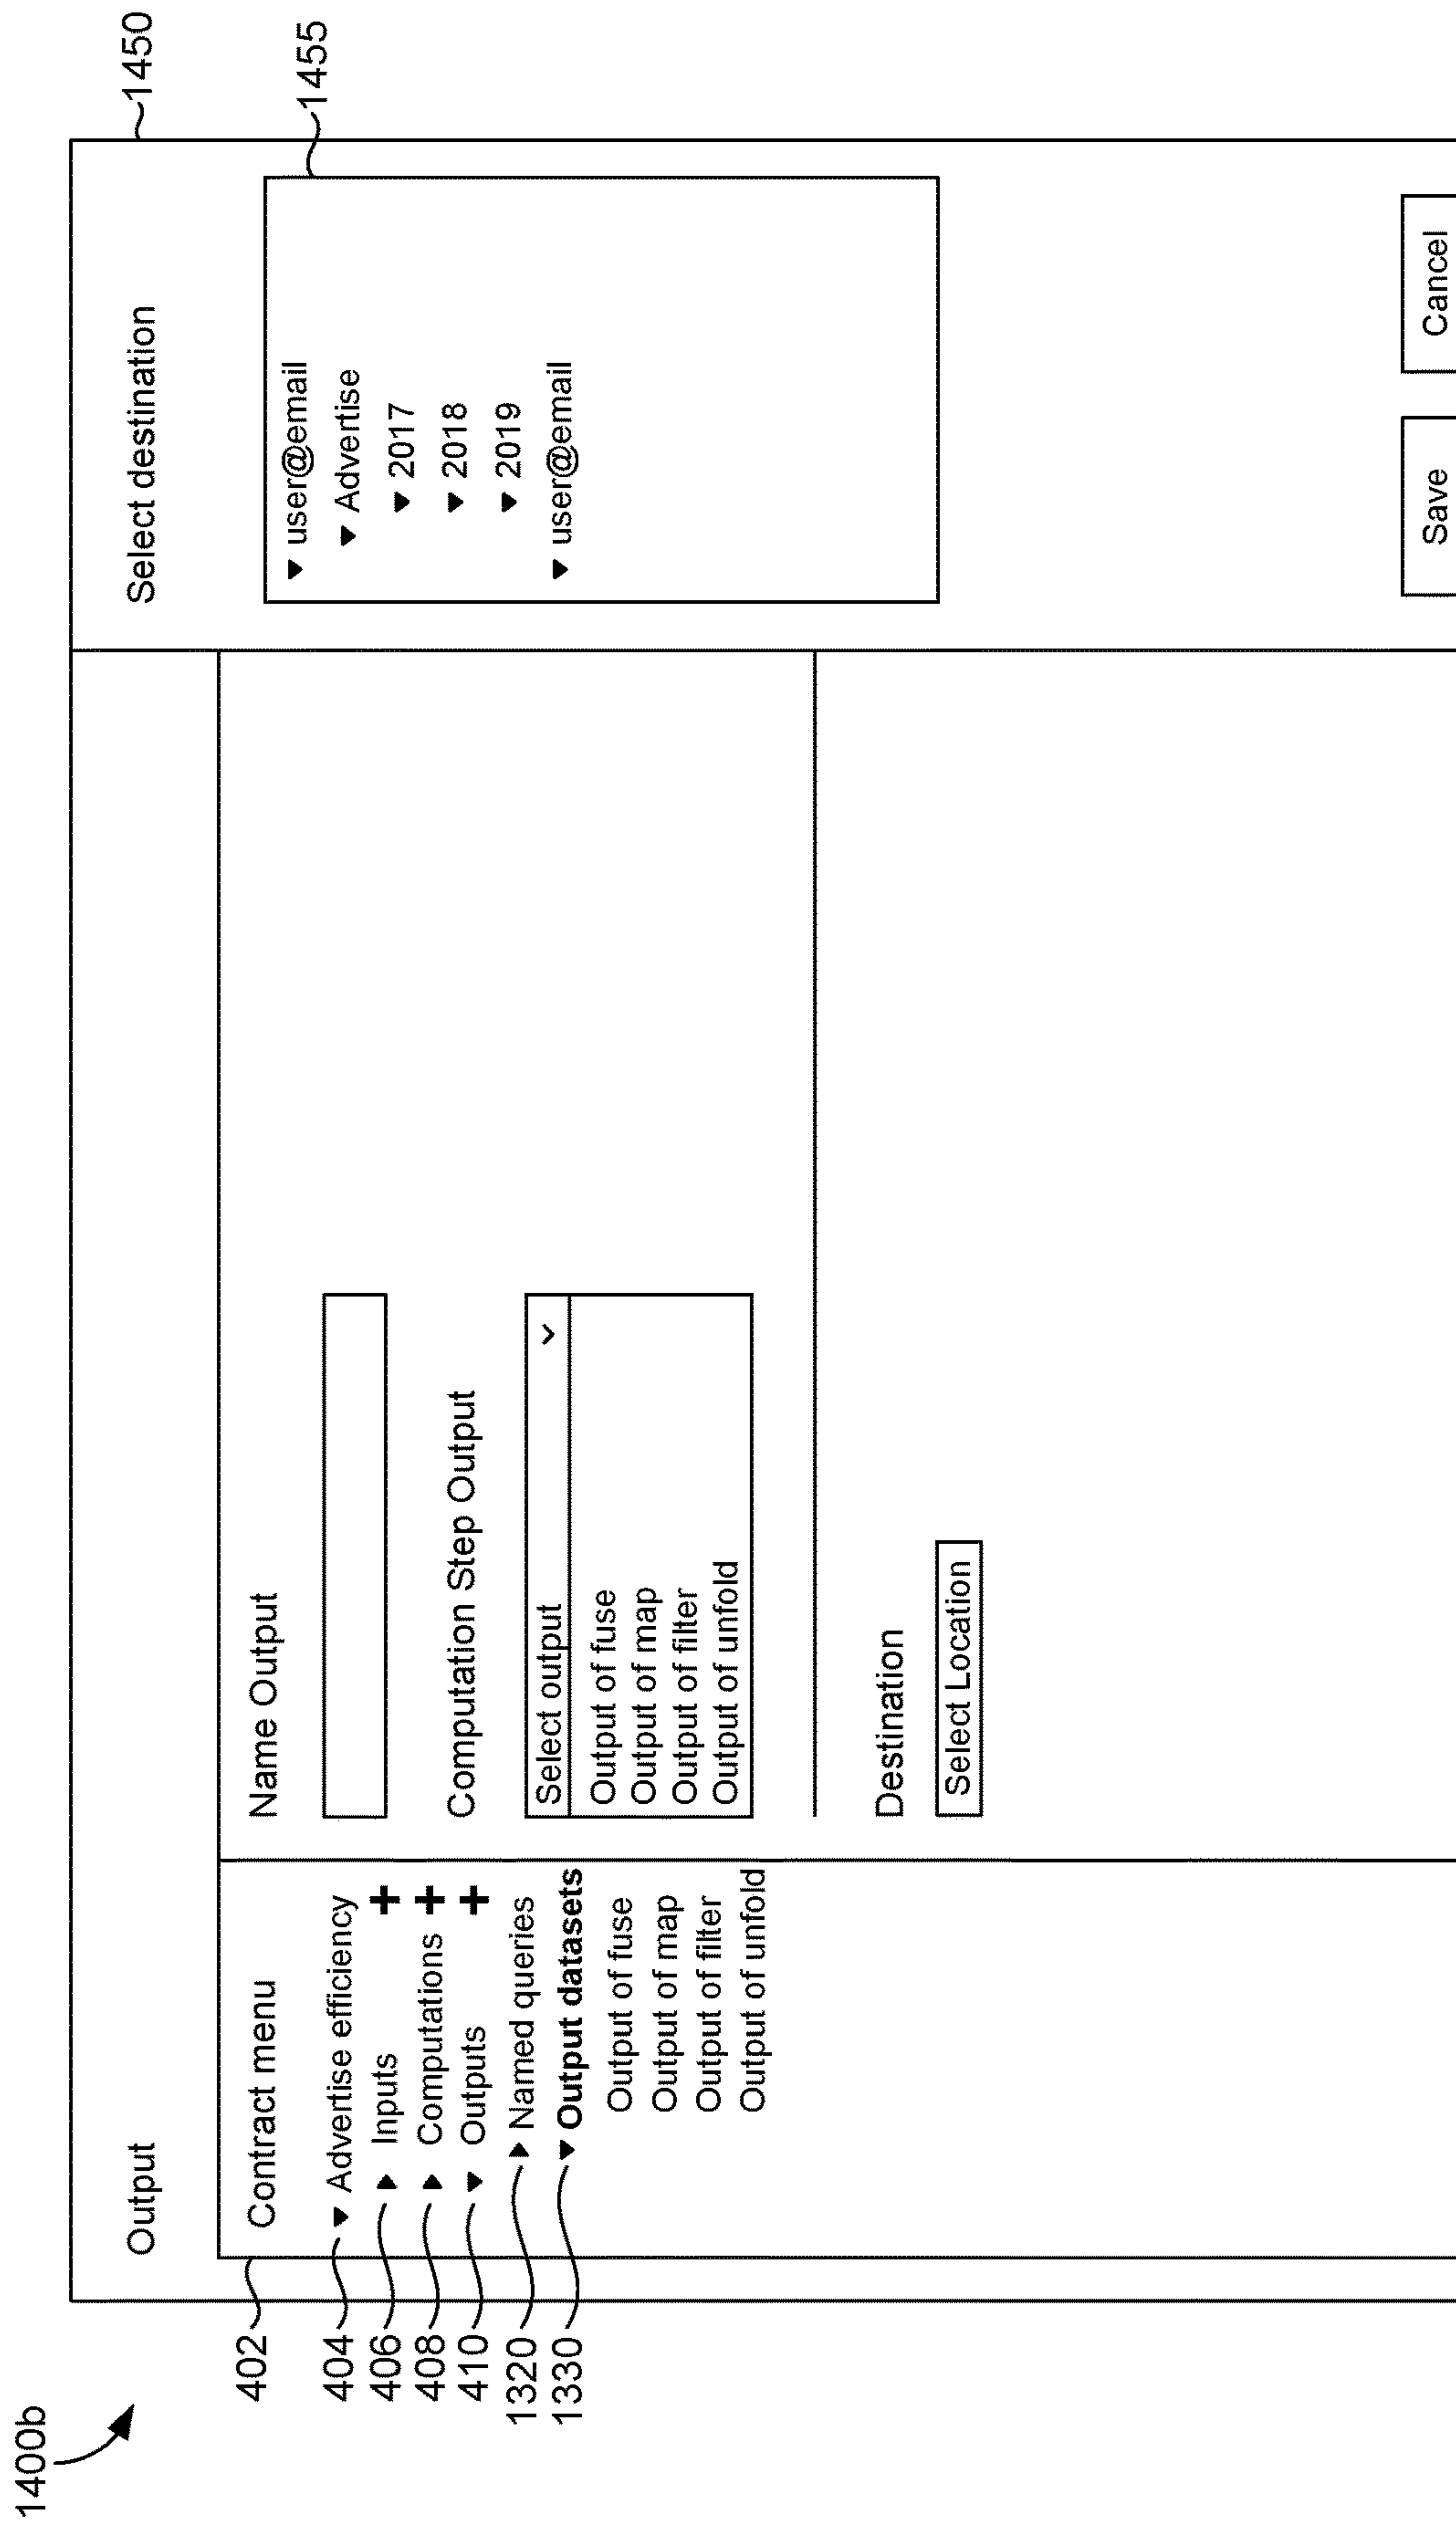 1400b
Output
Select destination
1450
402
Contract menu
404
▼ Advertise efficiency
406
▶ Inputs +
408
▶ Computations +
410
▼ Outputs +
1320
▶ Named queries
1330
▼ Output datasets
Output of fuse
Output of map
Output of filter
Output of unfold
Name Output
Computation Step Output
Select output
Output of fuse
Output of map
Output of filter
Output of unfold
Destination
Select Location
1455
▼ user@email
▼ Advertise
▼ 2017
▼ 2018
▼ 2019
▼ user@email
Save
Cancel